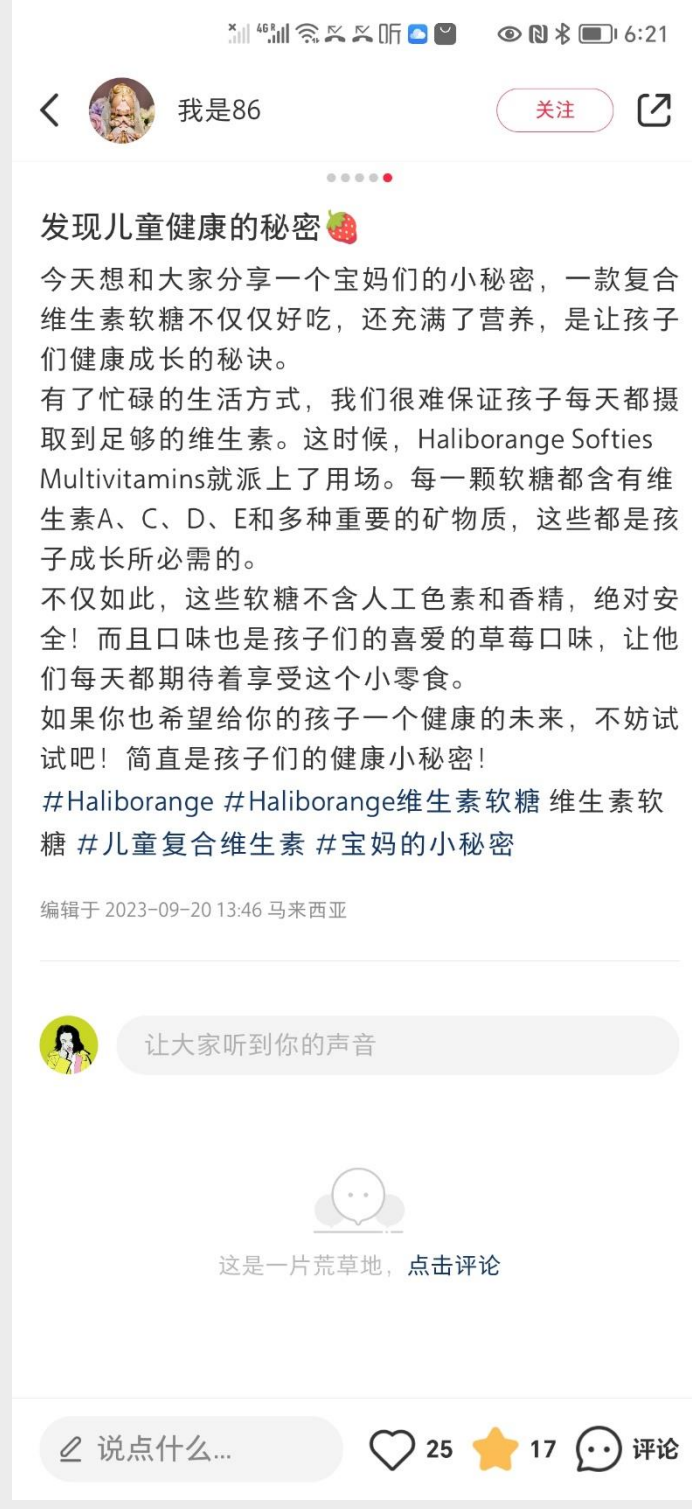 46R 听 6:21
我是86 关注
发现儿童健康的秘密🍓
今天想和大家分享一个宝妈们的小秘密，一款复合
维生素软糖不仅仅好吃，还充满了营养，是让孩子
们健康成长的秘诀。
有了忙碌的生活方式，我们很难保证孩子每天都摄
取到足够的维生素。这时候，Haliborange Softies
Multivitamins就派上了用场。每一颗软糖都含有维
生素A、C、D、E和多种重要的矿物质，这些都是孩
子成长所必需的。
不仅如此，这些软糖不含人工色素和香精，绝对安
全！而且口味也是孩子们的喜爱的草莓口味，让他
们每天都期待着享受这个小零食。
如果你也希望给你的孩子一个健康的未来，不妨试
试吧！简直是孩子们的健康小秘密！
#Haliborange #Haliborange维生素软糖 维生素软
糖 #儿童复合维生素 #宝妈的小秘密
编辑于 2023-09-20 13:46 马来西亚
让大家听到你的声音
这是一片荒草地，点击评论
说点什么... 25 17 评论